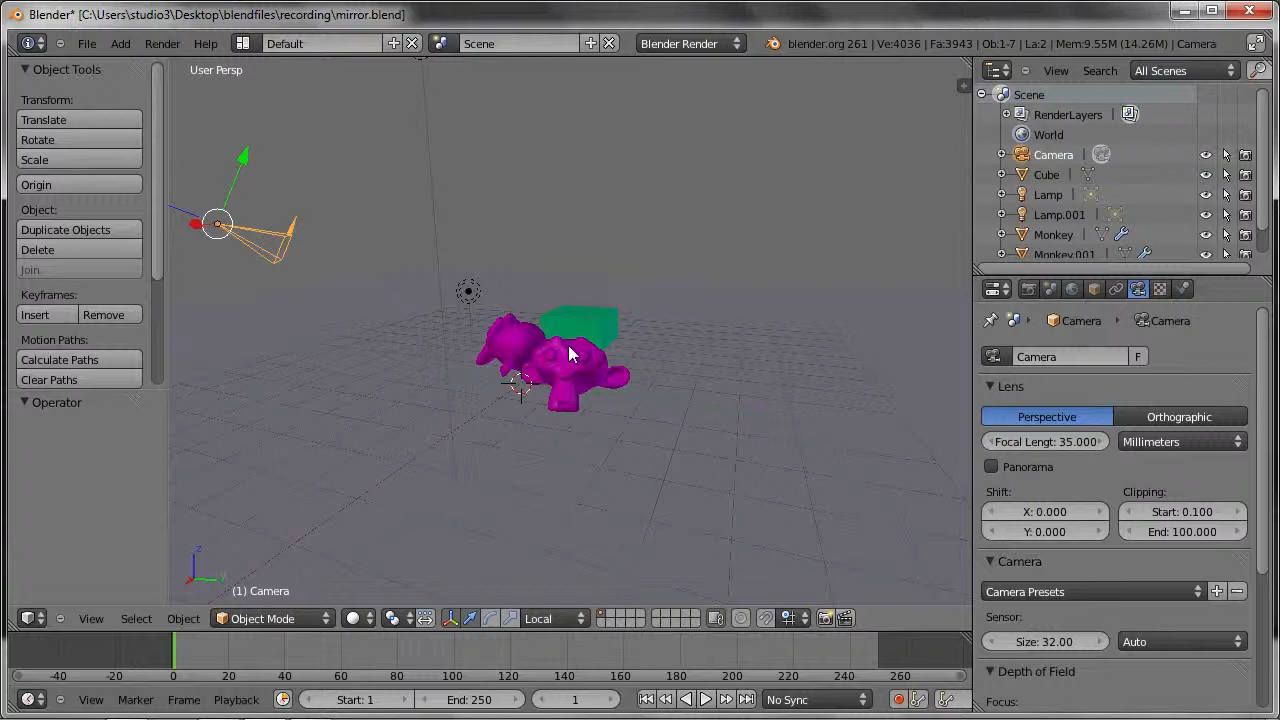 Blender* [C:\Users\studio3\Desktop\blendfiles\recording\mirror.blend]
File Add Render Help Default Scene Blender Render blender.org 261 | Ve:4036 | Fa:3943 | Ob:1-7 | La:2 | Mem:9.55M (14.26M) | Camera
Object Tools
Transform:
Translate
Rotate
Scale
Origin
Object:
Duplicate Objects
Delete
Join
Keyframes:
Insert Remove
Motion Paths:
Calculate Paths
Clear Paths
Operator
User Persp
z
y
(1) Camera
View Select Object Object Mode Local
View Search All Scenes
Scene
RenderLayers
World
Camera
Cube
Lamp
Lamp.001
Monkey
Monkey.001
Camera Camera
Camera F
Lens
Perspective Orthographic
Focal Lengt: 35.000 Millimeters
Panorama
Shift: Clipping:
X: 0.000 Start: 0.100
Y: 0.000 End: 100.000
Camera
Camera Presets
Sensor:
Size: 32.00 Auto
Depth of Field
Focus:
-40 -20 0 20 40 60 80 100 120 140 160 180 200 220 240 260
View Marker Frame Playback Start: 1 End: 250 1 No Sync